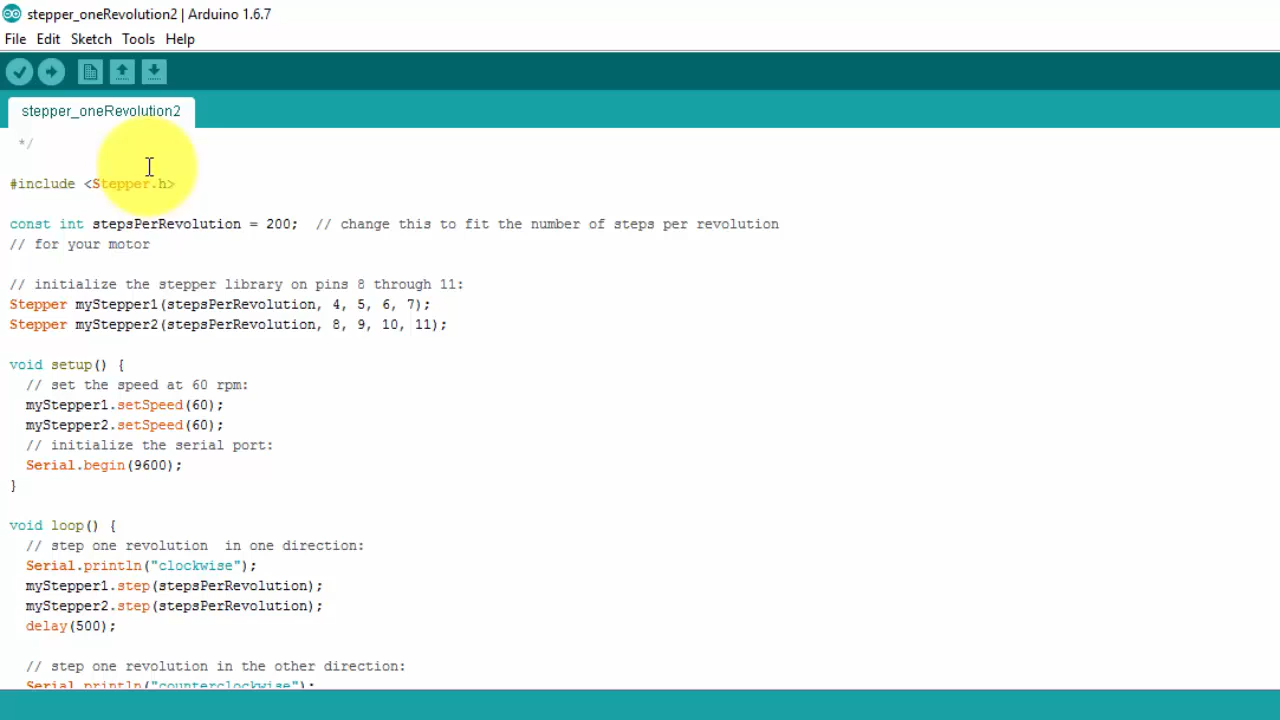 stepper_oneRevolution2 | Arduino 1.6.7
File Edit Sketch Tools Help
stepper_oneRevolution2
*/
#include <Stepper.h>
const int stepsPerRevolution = 200;  // change this to fit the number of steps per revolution
// for your motor
// initialize the stepper library on pins 8 through 11:
Stepper myStepper1(stepsPerRevolution, 4, 5, 6, 7);
Stepper myStepper2(stepsPerRevolution, 8, 9, 10, 11);
void setup() {
  // set the speed at 60 rpm:
  myStepper1.setSpeed(60);
  myStepper2.setSpeed(60);
  // initialize the serial port:
  Serial.begin(9600);
}
void loop() {
  // step one revolution  in one direction:
  Serial.println("clockwise");
  myStepper1.step(stepsPerRevolution);
  myStepper2.step(stepsPerRevolution);
  delay(500);
  // step one revolution in the other direction:
  Serial.println("counterclockwise");